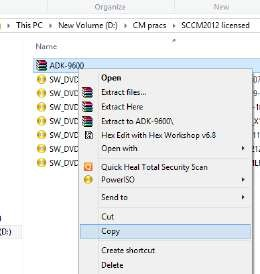 Organize New
This PC New Volume (D:) CM pracs SCCM2012 licensed
Name
ADK-9600
SW_DVD
Open
SW_DVD
Extract files...
SW_DVD
Extract Here
SW_DVD
Extract to ADK-9600\
SW_DVD
Hex Edit with Hex Workshop v6.8
SW_DVD
Open with
SW_DVD
Quick Heal Total Security Scan
PowerISO
Send to
Cut
(D:)
Copy
Create shortcut
Delete